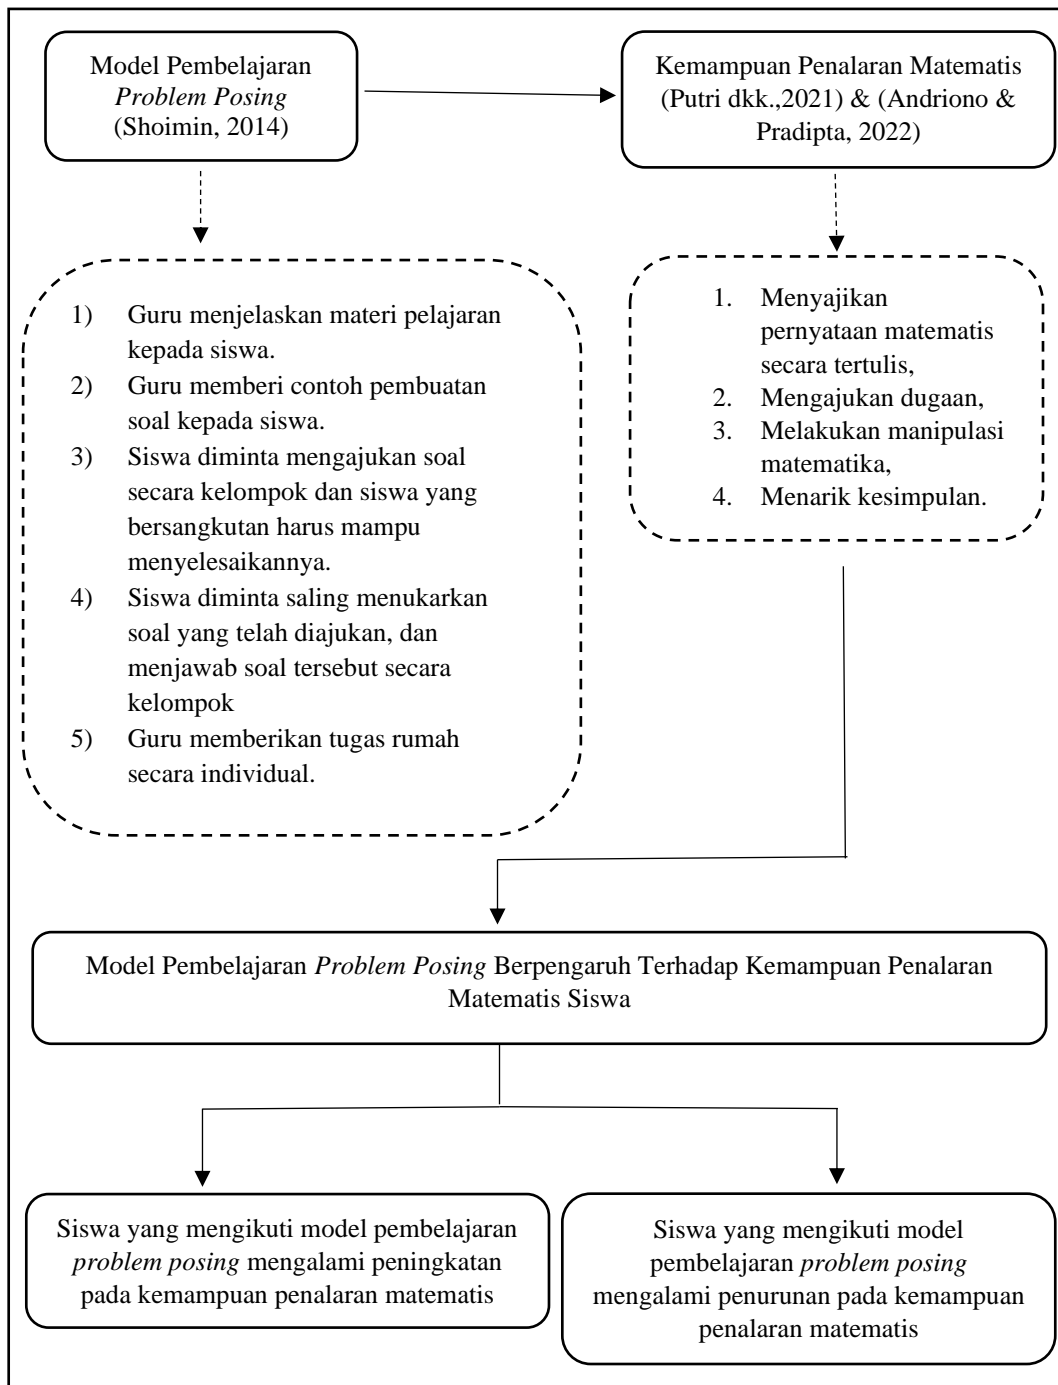 Model Pembelajaran
Problem Posing
(Shoimin, 2014)
Kemampuan Penalaran Matematis
(Putri dkk.,2021) & (Andriono &
Pradipta, 2022)
1) Guru menjelaskan materi pelajaran
kepada siswa.
2) Guru memberi contoh pembuatan
soal kepada siswa.
3) Siswa diminta mengajukan soal
secara kelompok dan siswa yang
bersangkutan harus mampu
menyelesaikannya.
4) Siswa diminta saling menukarkan
soal yang telah diajukan, dan
menjawab soal tersebut secara
kelompok
5) Guru memberikan tugas rumah
secara individual.
1. Menyajikan
pernyataan matematis
secara tertulis,
2. Mengajukan dugaan,
3. Melakukan manipulasi
matematika,
4. Menarik kesimpulan.
Model Pembelajaran Problem Posing Berpengaruh Terhadap Kemampuan Penalaran
Matematis Siswa
Siswa yang mengikuti model pembelajaran
problem posing mengalami peningkatan
pada kemampuan penalaran matematis
Siswa yang mengikuti model
pembelajaran problem posing
mengalami penurunan pada kemampuan
penalaran matematis